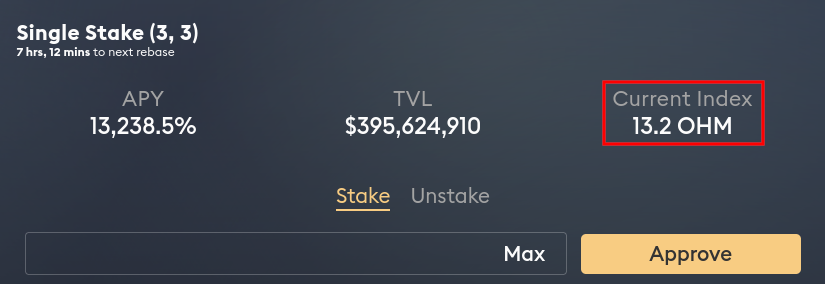 Single Stake (3, 3)
7 hrs, 12 mins to next rebase
APY TVL Current Index
13,238.5% $395,624,910 13.2 OHM
Stake Unstake
Max Approve